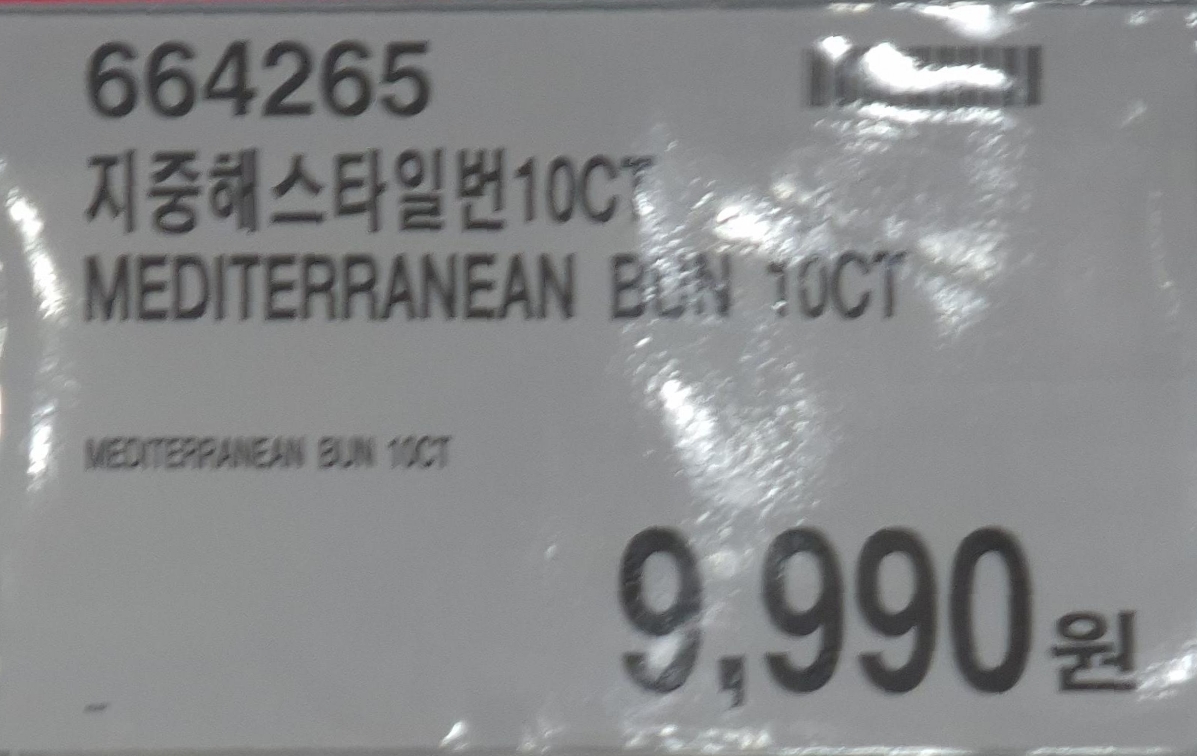 664265
지중해스타일번10CT
MEDITERRANEAN BUN 10CT
MEDITERRANEAN BUN 10CT
9,990원
-